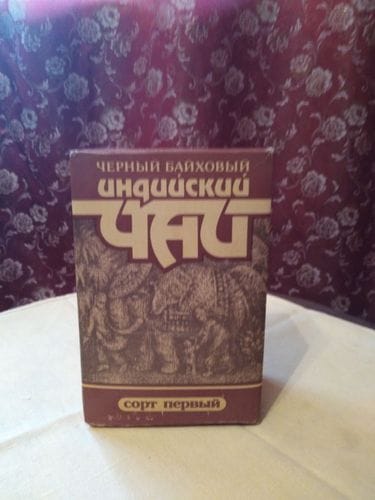 ЧЕРНЫЙ БАЙХОВЫЙ
ИНДИЙСКИЙ
ЧАЙ
сорт первый